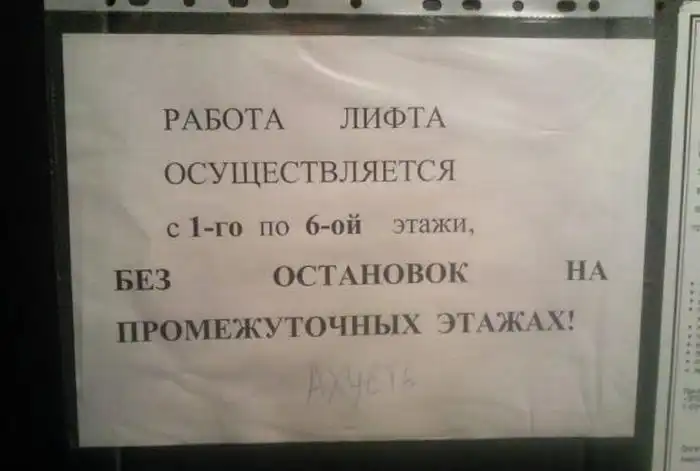 РАБОТА ЛИФТА
ОСУЩЕСТВЛЯЕТСЯ
с 1-го по 6-ой этажи,
БЕЗ ОСТАНОВОК НА
ПРОМЕЖУТОЧНЫХ ЭТАЖАХ!